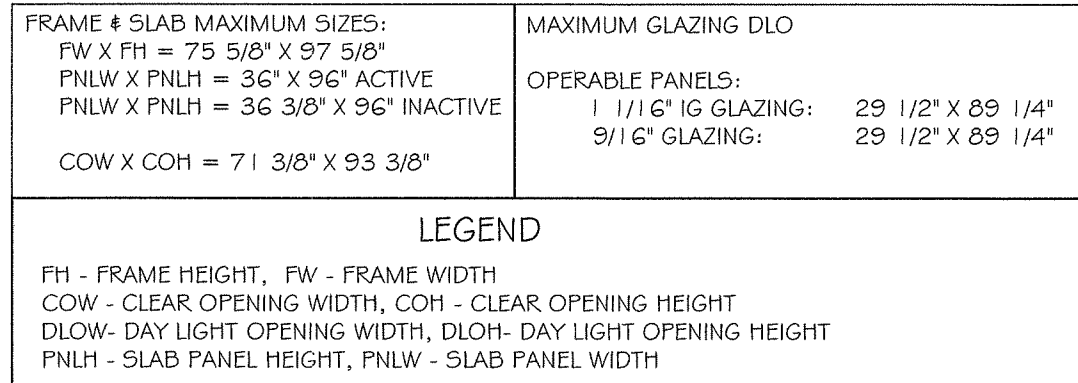 FRAME & SLAB MAXIMUM SIZES:
FW X FH = 75 5/8" X 97 5/8"
PNLW X PNLH = 36" X 96" ACTIVE
PNLW X PNLH = 36 3/8" X 96" INACTIVE
COW X COH = 71 3/8" X 93 3/8"
MAXIMUM GLAZING DLO
OPERABLE PANELS:
1 1/16" IG GLAZING: 29 1/2" X 89 1/4"
9/16" GLAZING: 29 1/2" X 89 1/4"
LEGEND
FH - FRAME HEIGHT, FW - FRAME WIDTH
COW - CLEAR OPENING WIDTH, COH - CLEAR OPENING HEIGHT
DLOW- DAY LIGHT OPENING WIDTH, DLOH- DAY LIGHT OPENING HEIGHT
PNLH - SLAB PANEL HEIGHT, PNLW - SLAB PANEL WIDTH